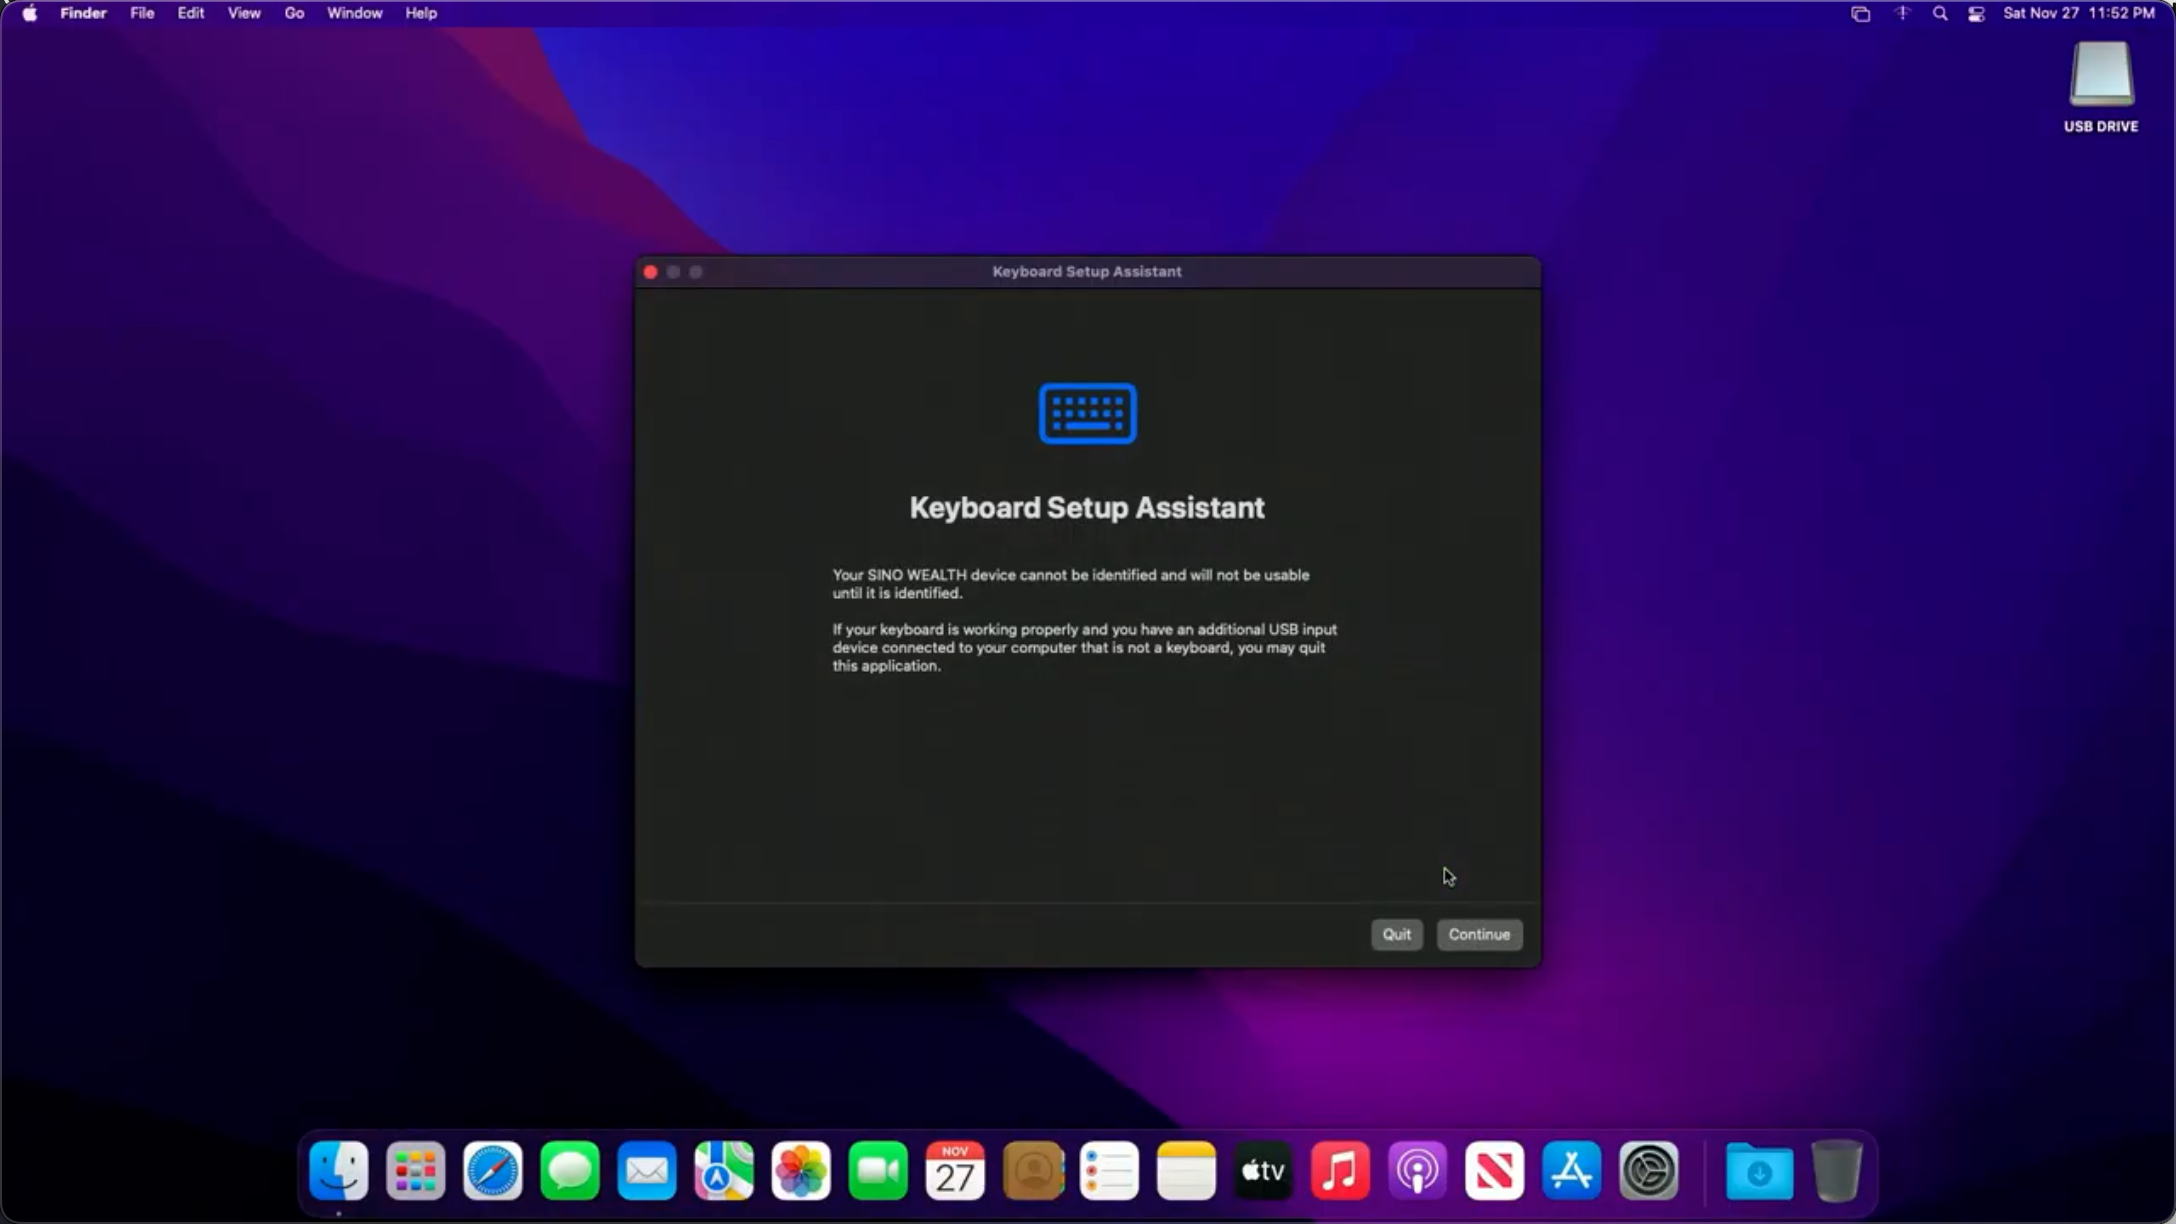 Finder File Edit View Go Window Help
Sat Nov 27 11:52 PM
USB DRIVE
Keyboard Setup Assistant
Keyboard Setup Assistant
Your SINO WEALTH device cannot be identified and will not be usable
until it is identified.
If your keyboard is working properly and you have an additional USB input
device connected to your computer that is not a keyboard, you may quit
this application.
Quit
Continue
NOV
27
tv